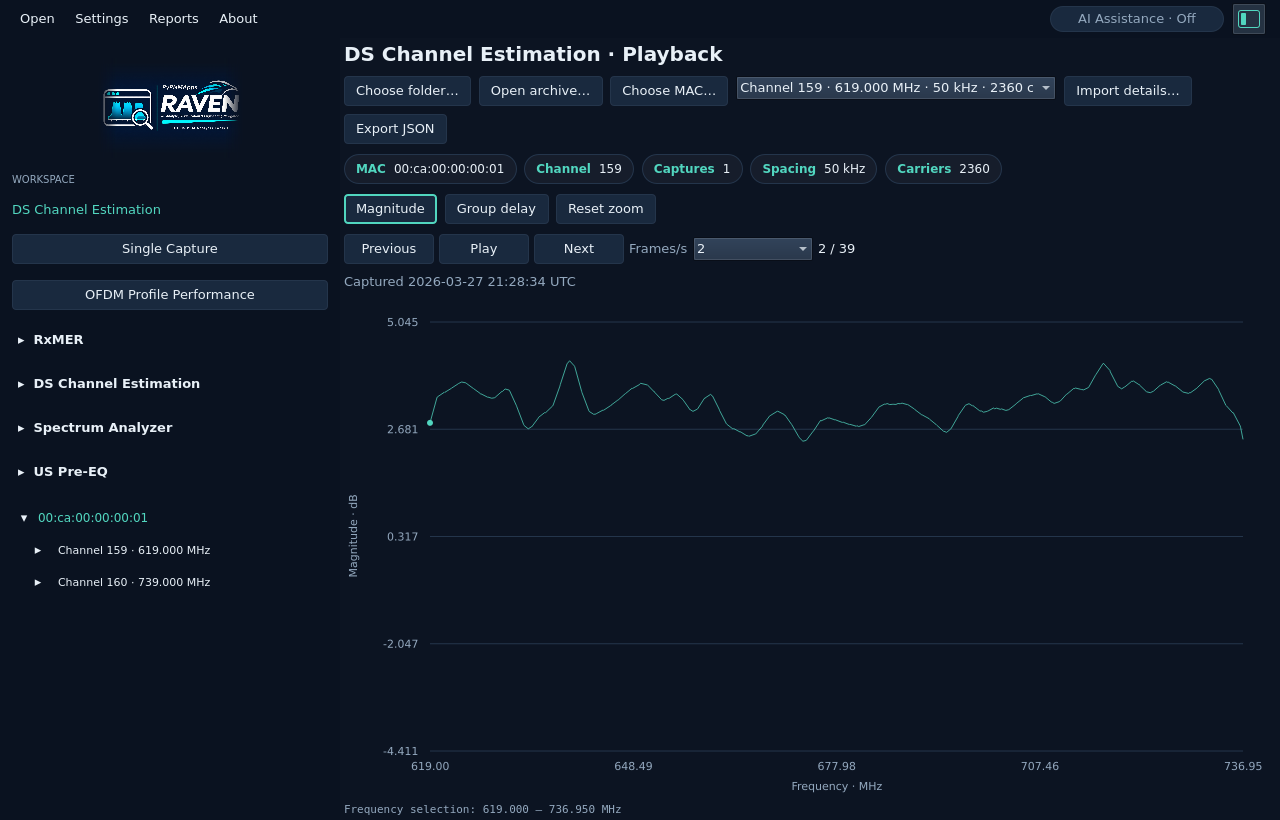 Open Settings Reports About
AI Assistance · Off
PyPNMApps
RAVEN
WORKSPACE
DS Channel Estimation
Single Capture
OFDM Profile Performance
▸ RxMER
▸ DS Channel Estimation
▸ Spectrum Analyzer
▸ US Pre-EQ
▾ 00:ca:00:00:00:01
▸ Channel 159 · 619.000 MHz
▸ Channel 160 · 739.000 MHz
DS Channel Estimation · Playback
Choose folder… Open archive… Choose MAC… Channel 159 · 619.000 MHz · 50 kHz · 2360 c Import details…
Export JSON
MAC 00:ca:00:00:00:01 Channel 159 Captures 1 Spacing 50 kHz Carriers 2360
Magnitude Group delay Reset zoom
Previous Play Next Frames/s 2 2 / 39
Captured 2026-03-27 21:28:34 UTC
5.045
2.681
0.317
-2.047
-4.411
Magnitude · dB
619.00 648.49 677.98 707.46 736.95
Frequency · MHz
Frequency selection: 619.000 — 736.950 MHz